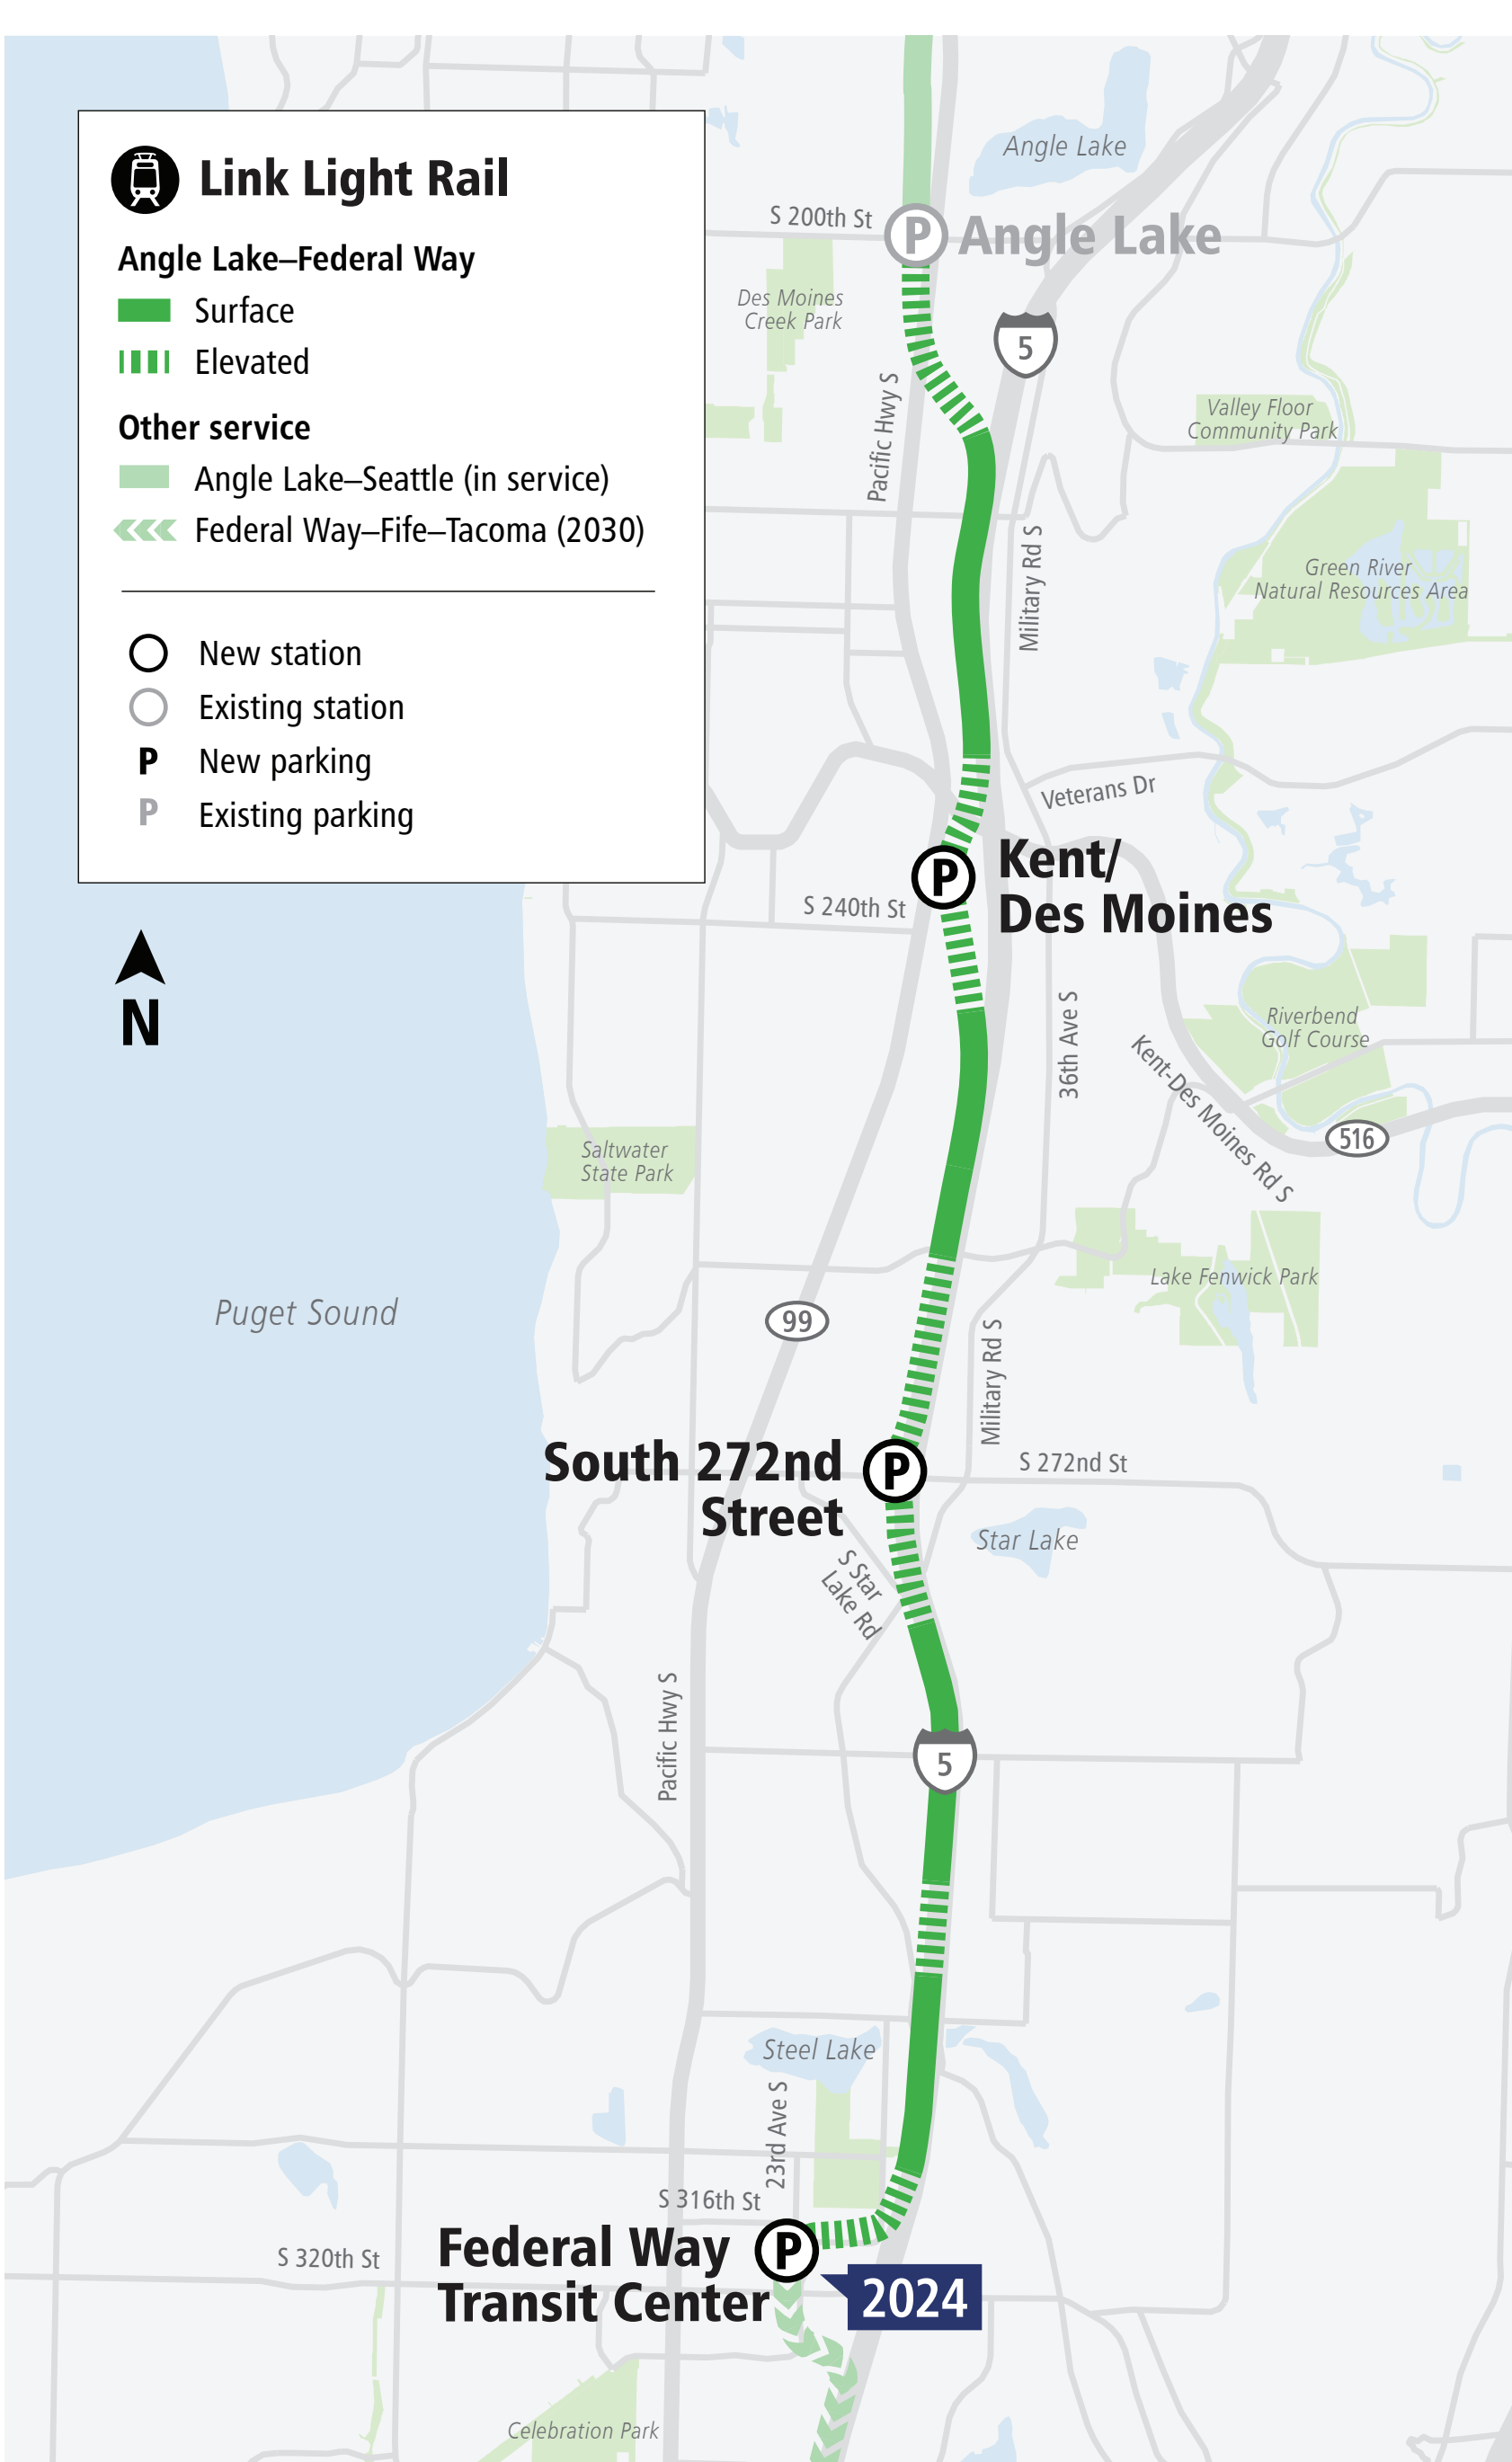 Link Light Rail
Angle Lake–Federal Way
Surface
Elevated
Other service
Angle Lake–Seattle (in service)
Federal Way–Fife–Tacoma (2030)
New station
Existing station
P
New parking
P
Existing parking
N
Angle Lake
S 200th St
P
Angle Lake
Des Moines
Creek Park
5
Pacific Hwy S
Valley Floor
Community Park
Military Rd S
Green River
Natural Resources Area
Veterans Dr
P
Kent/
Des Moines
S 240th St
36th Ave S
Riverbend
Golf Course
Kent-Des Moines Rd S
516
Saltwater
State Park
Lake Fenwick Park
Puget Sound
99
Military Rd S
South 272nd
Street
P
S 272nd St
Star Lake
S Star
Lake Rd
Pacific Hwy S
5
Steel Lake
23rd Ave S
S 316th St
Federal Way
Transit Center
P
S 320th St
2024
Celebration Park